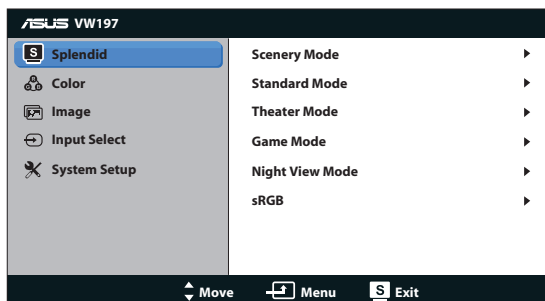 ASUS VW197
S Splendid
Color
Image
Input Select
System Setup
Scenery Mode
Standard Mode
Theater Mode
Game Mode
Night View Mode
sRGB
Move Menu S Exit